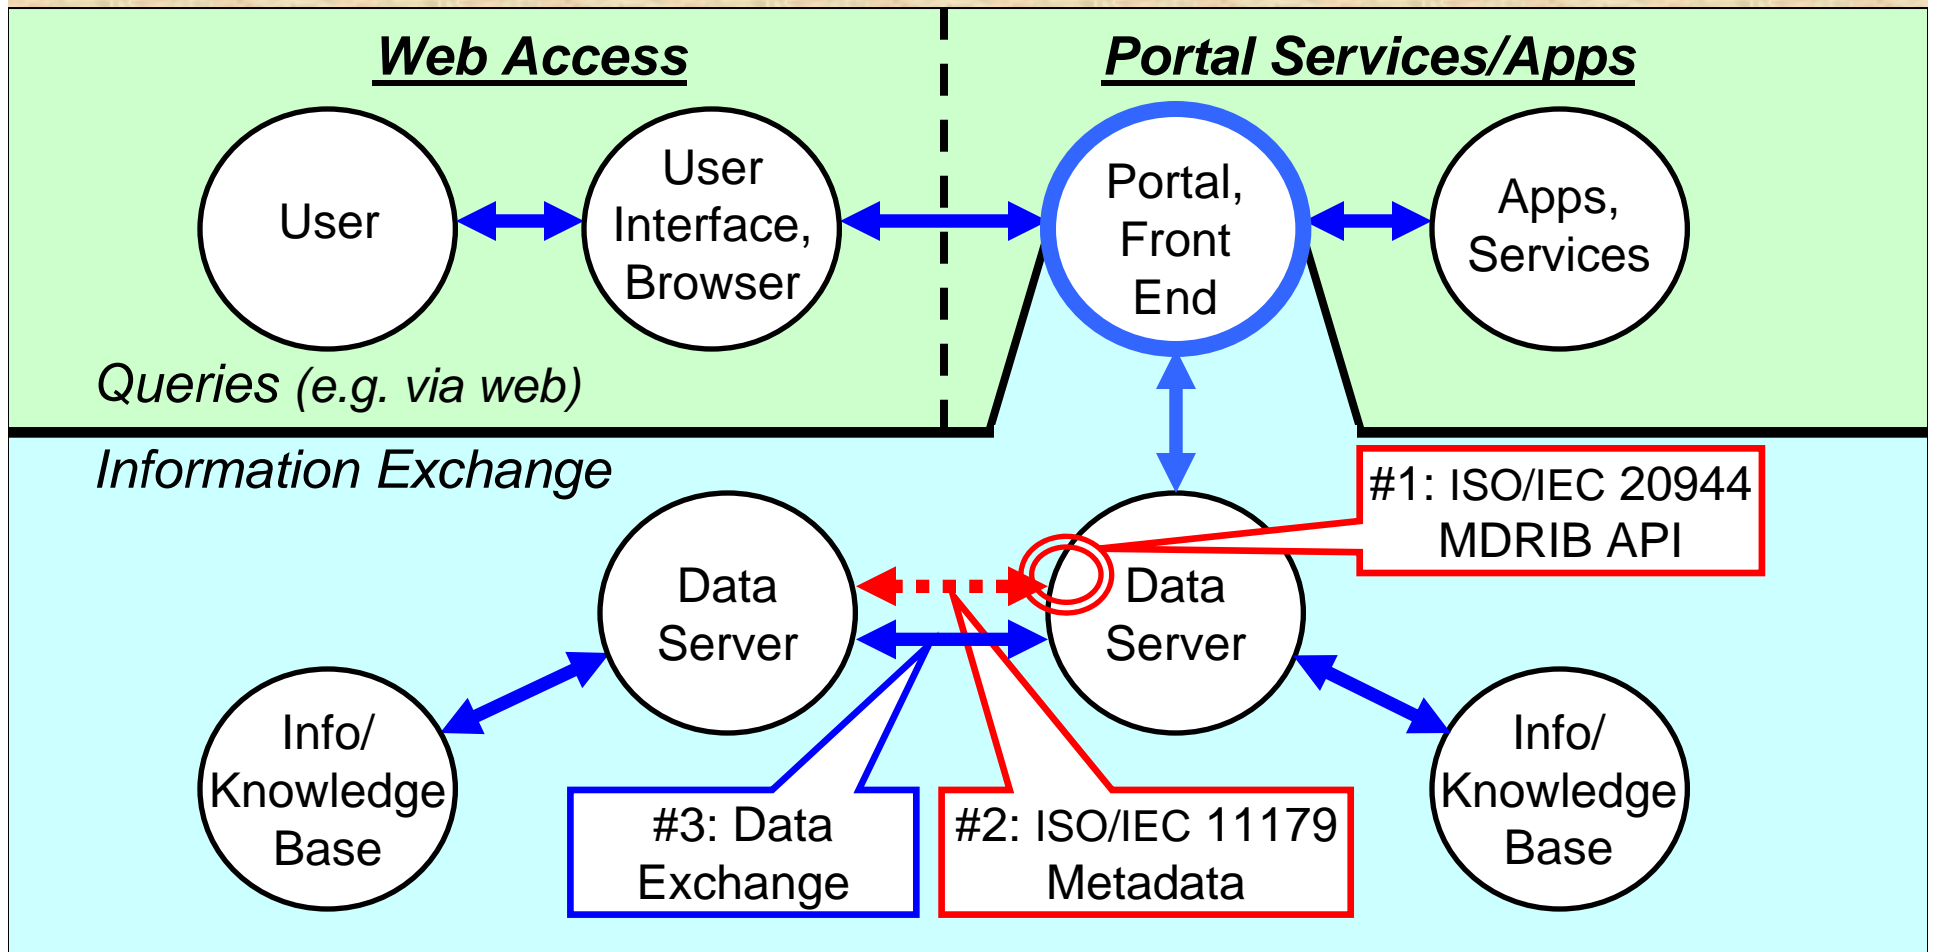 Web Access
Portal Services/Apps
User
User
Interface,
Browser
Portal,
Front
End
Apps,
Services
Queries (e.g. via web)
Information Exchange
#1: ISO/IEC 20944
MDRIB API
Data
Server
Data
Server
Info/
Knowledge
Base
#3: Data
Exchange
#2: ISO/IEC 11179
Metadata
Info/
Knowledge
Base